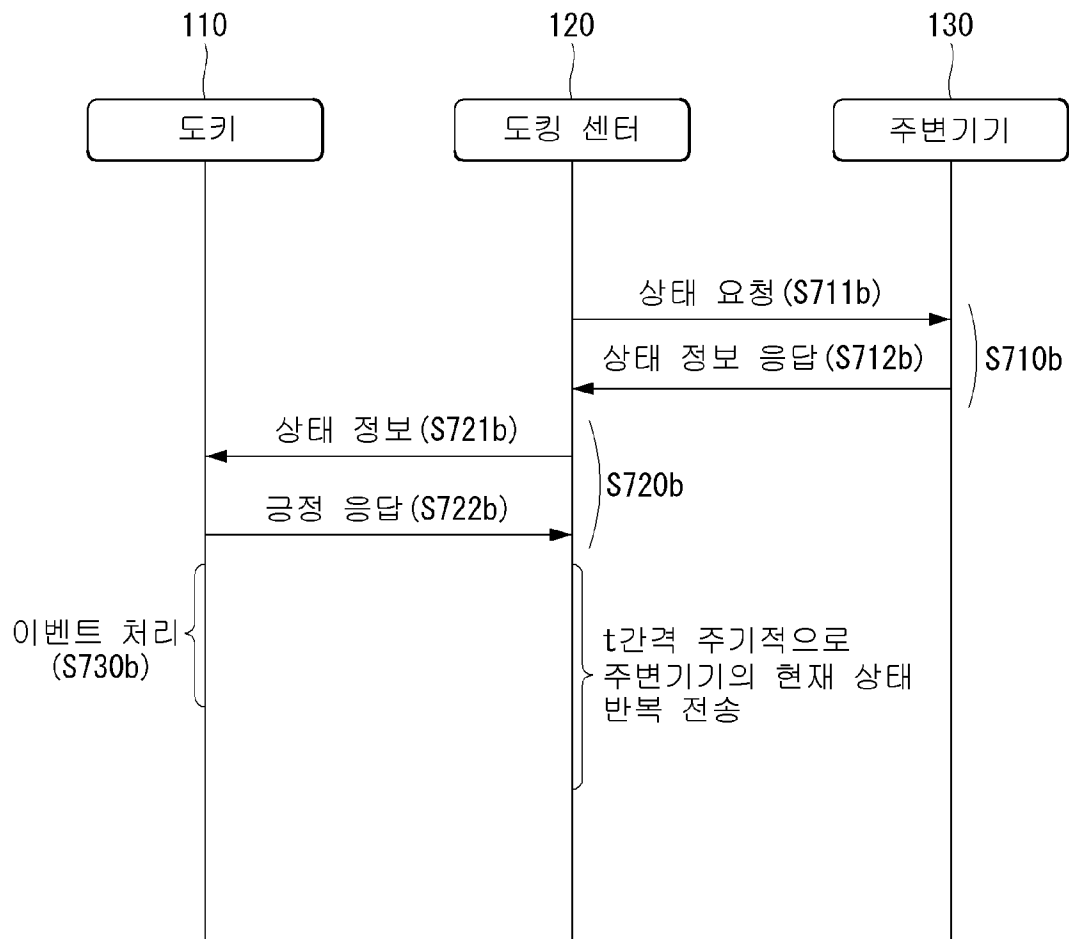 110
120
130
도키
도킹 센터
주변기기
상태 요청(S711b)
상태 정보 응답(S712b)
S710b
상태 정보(S721b)
S720b
긍정 응답(S722b)
이벤트 처리
(S730b)
t간격 주기적으로
주변기기의 현재 상태
반복 전송